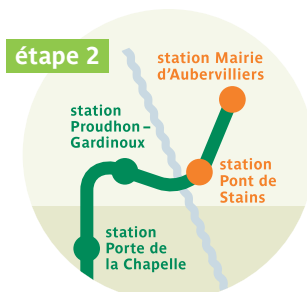 étape 2
station Mairie
d'Aubervilliers
station
Proudhon –
Gardinoux
station
Pont de
Stains
station
Porte de
la Chapelle